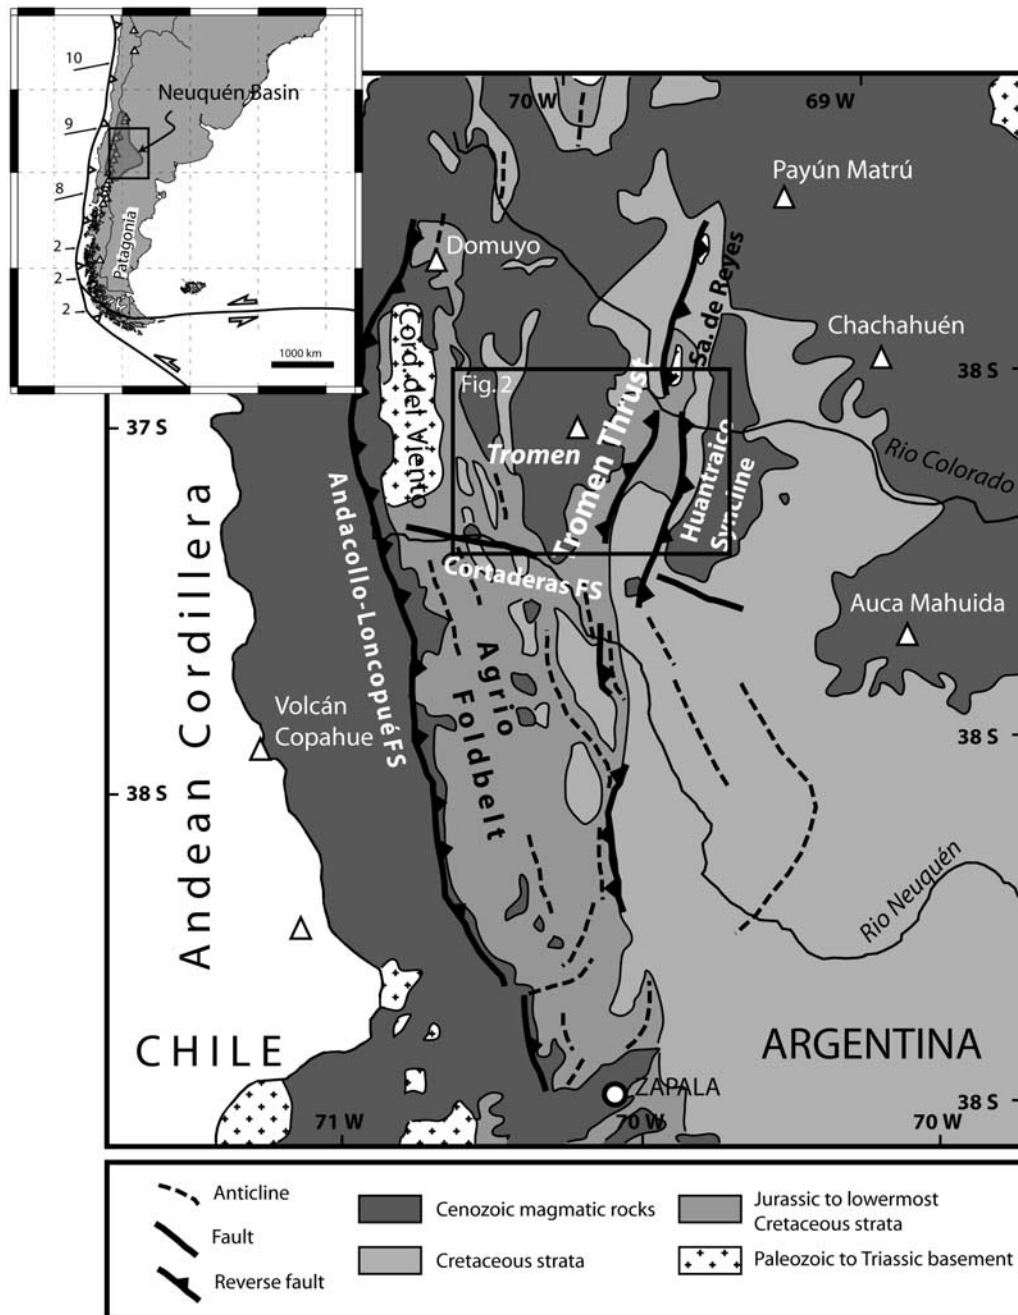 10
Neuquén Basin
9
8
2
Patagonia
2
2
1000 km
70 W
69 W
Payún Matrú
Domuyo
Sa. de Reyes
Chachahuén
Cord. del Viento
Fig. 2
38 S
37 S
Tromen
Tromen Thrust
Huantraico
Syncline
Rio Colorado
Andacollo-Loncopué FS
Cortaderas FS
Auca Mahuida
Andean Cordillera
Agrio
Foldbelt
Volcán
Copahue
38 S
38 S
Rio Neuquén
CHILE
ARGENTINA
ZAPALA
38 S
71 W
70 W
70 W
Anticline
Fault
Reverse fault
Cenozoic magmatic rocks
Cretaceous strata
Jurassic to lowermost
Cretaceous strata
Paleozoic to Triassic basement